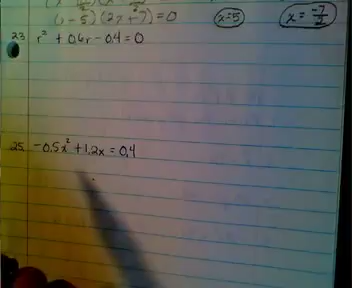 (x-5)(2x+7)=0 x=5 x=-7/2
23 r² + 0.6r - 0.4 = 0
25. -0.5x² + 1.2x = 0.4